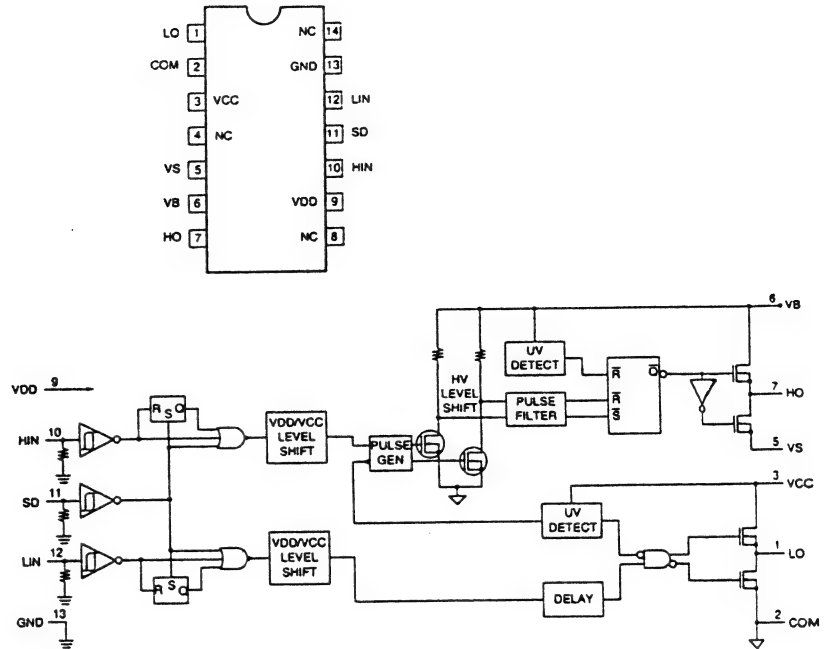 LO 1
COM 2
3 VCC
4 NC
VS 5
VB 6
HO 7
NC 14
GND 13
12 LIN
11 SD
10 HIN
VDD 9
NC 8
6 VB
UV DETECT
HV LEVEL SHIFT
PULSE FILTER
R
R
S
Q
7 HO
5 VS
VDD 9
HIN 10
R S Q
VDD/VCC LEVEL SHIFT
PULSE GEN
SD 11
3 VCC
UV DETECT
LIN 12
R S Q
VDD/VCC LEVEL SHIFT
1 LO
DELAY
GND 13
2 COM